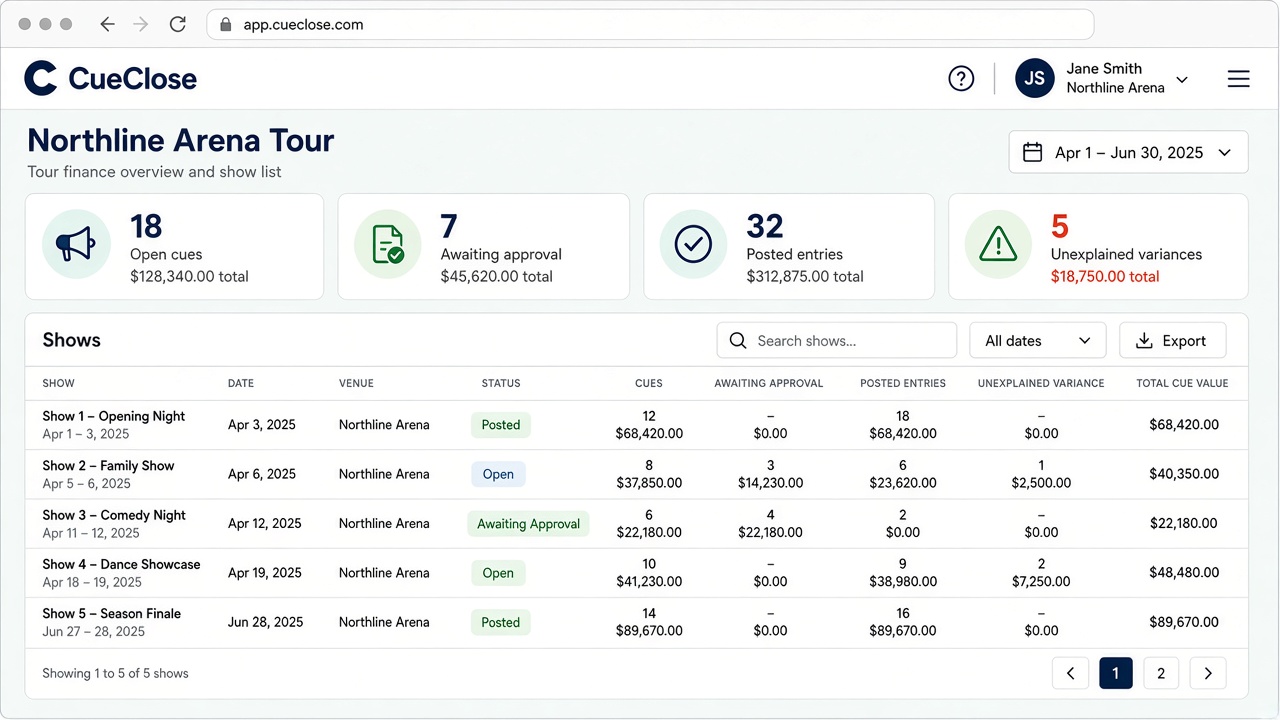 app.cueclose.com
CueClose
?
JS
Jane Smith
Northline Arena
Northline Arena Tour
Tour finance overview and show list
Apr 1 – Jun 30, 2025
18
Open cues
$128,340.00 total
7
Awaiting approval
$45,620.00 total
32
Posted entries
$312,875.00 total
5
Unexplained variances
$18,750.00 total
Shows
Search shows...
All dates
Export
SHOW DATE VENUE STATUS CUES AWAITING APPROVAL POSTED ENTRIES UNEXPLAINED VARIANCE TOTAL CUE VALUE
Show 1 – Opening Night 12 – 18 –
Apr 3, 2025 Northline Arena Posted $68,420.00
Apr 1 – 3, 2025 $68,420.00 $0.00 $68,420.00 $0.00
Show 2 – Family Show 8 3 6 1
Apr 6, 2025 Northline Arena Open $40,350.00
Apr 5 – 6, 2025 $37,850.00 $14,230.00 $23,620.00 $2,500.00
Show 3 – Comedy Night 6 4 2 –
Apr 12, 2025 Northline Arena Awaiting Approval $22,180.00
Apr 11 – 12, 2025 $22,180.00 $22,180.00 $0.00 $0.00
Show 4 – Dance Showcase 10 – 9 2
Apr 19, 2025 Northline Arena Open $48,480.00
Apr 18 – 19, 2025 $41,230.00 $0.00 $38,980.00 $7,250.00
Show 5 – Season Finale 14 – 16 –
Jun 28, 2025 Northline Arena Posted $89,670.00
Jun 27 – 28, 2025 $89,670.00 $0.00 $89,670.00 $0.00
Showing 1 to 5 of 5 shows
1 2